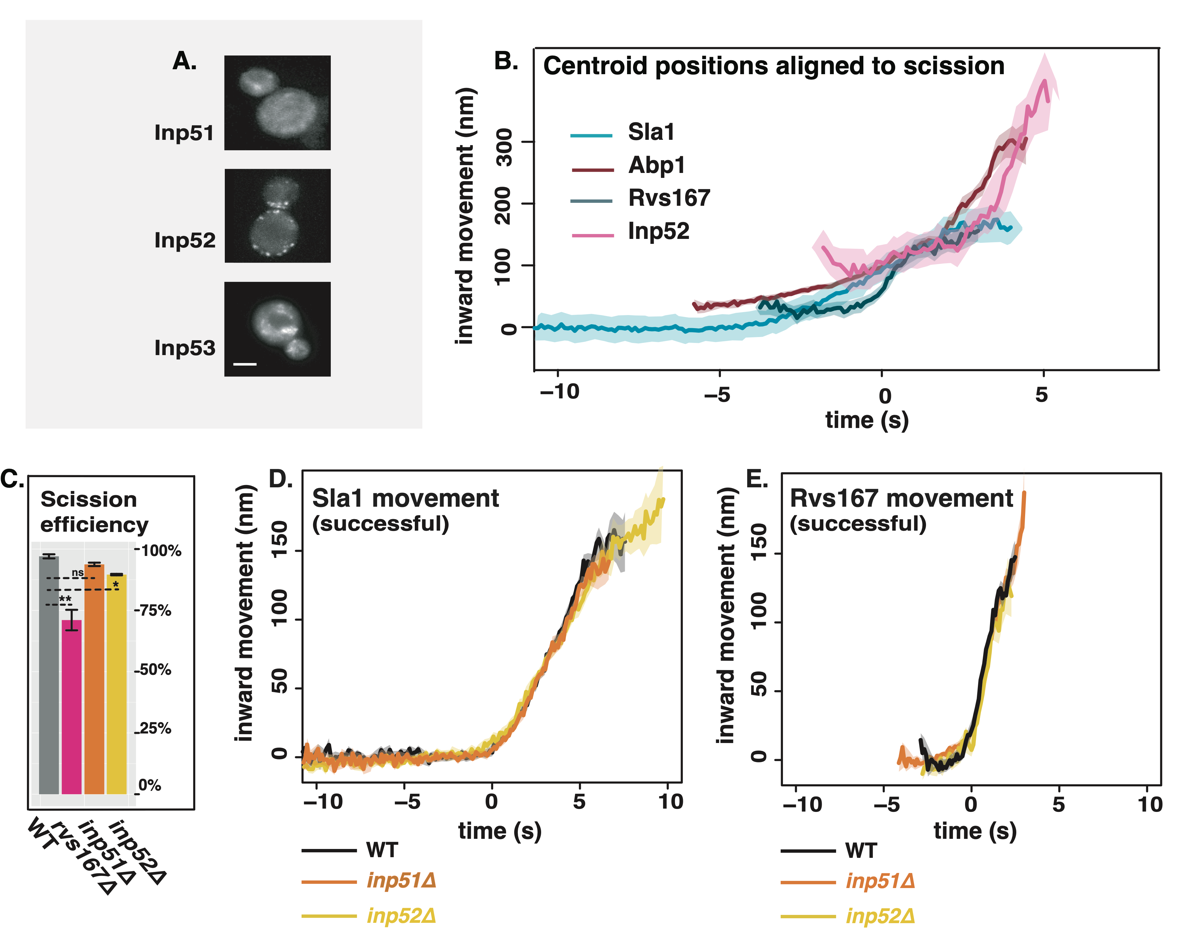 A.
Inp51
Inp52
Inp53
B.
Centroid positions aligned to scission
Sla1
Abp1
Rvs167
Inp52
inward movement (nm)
300
200
100
0
−10
−5
0
5
time (s)
C.
Scission
efficiency
100%
75%
50%
25%
0%
ns
*
**
WT
rvs167Δ
inp51Δ
inp52Δ
D.
Sla1 movement
(successful)
inward movement (nm)
150
100
50
0
−10
−5
0
5
10
time (s)
WT
inp51Δ
inp52Δ
E.
Rvs167 movement
(successful)
inward movement (nm)
150
100
50
0
−10
−5
0
5
10
time (s)
WT
inp51Δ
inp52Δ